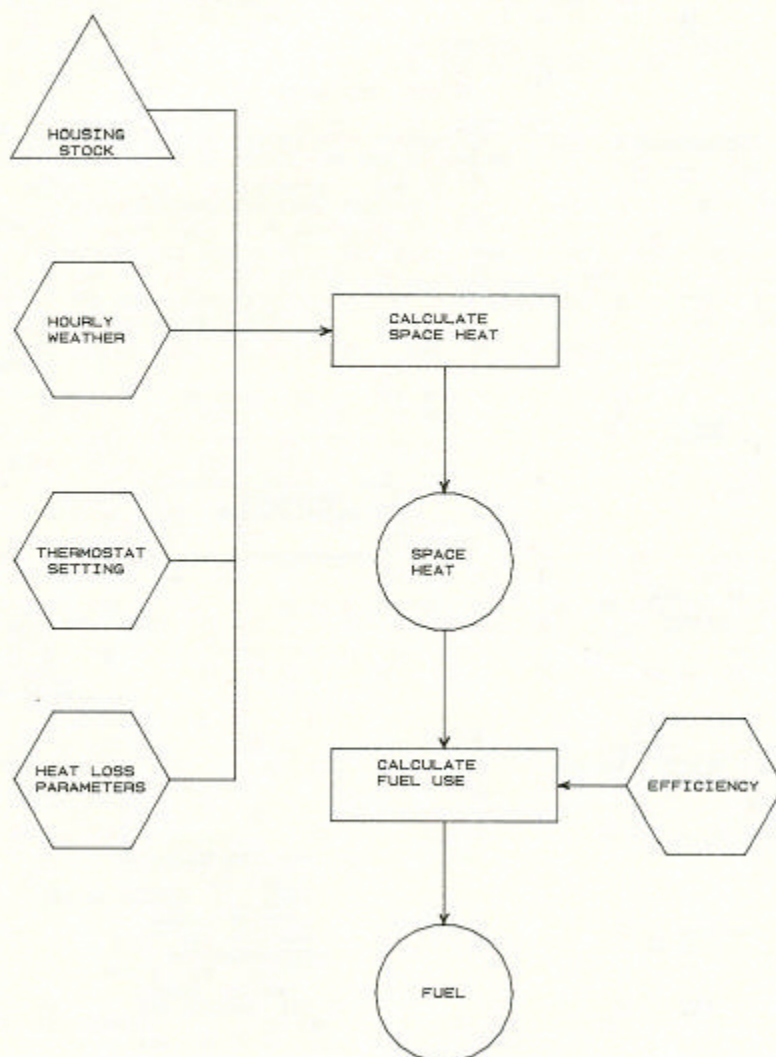 HOUSING
STOCK
HOURLY
WEATHER
CALCULATE
SPACE HEAT
THERMOSTAT
SETTING
SPACE
HEAT
HEAT LOSS
PARAMETERS
CALCULATE
FUEL USE
EFFICIENCY
FUEL